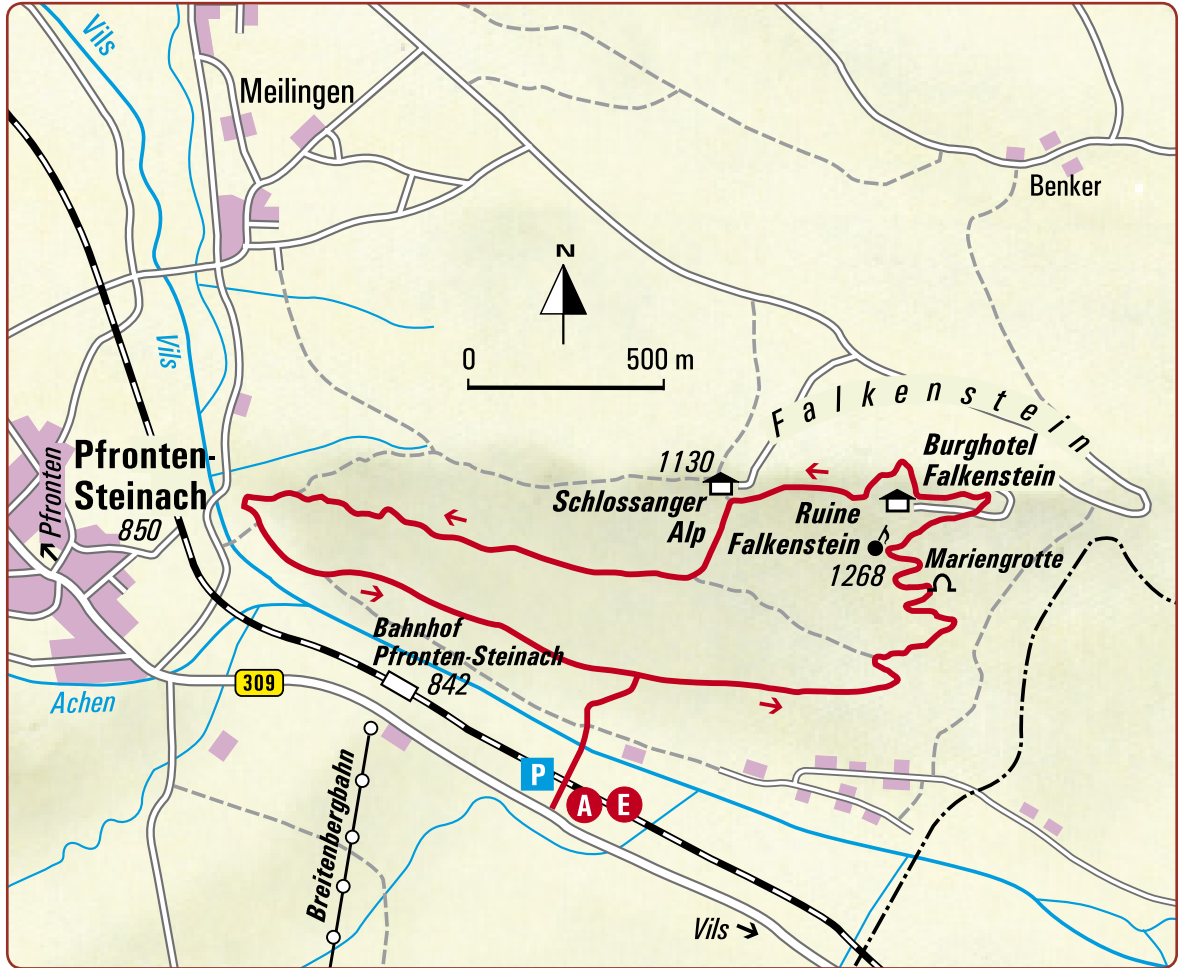 Vils
Meilingen
Benker
N
0 500 m
Vils
Falkenstein
Pfronten
Pfronten-
Steinach
850
1130
Schlossanger
Alp
Burghotel
Falkenstein
Ruine
Falkenstein
1268
Mariengrotte
Bahnhof
Pfronten-Steinach
842
309
Achen
Breitenbergbahn
P
A E
Vils